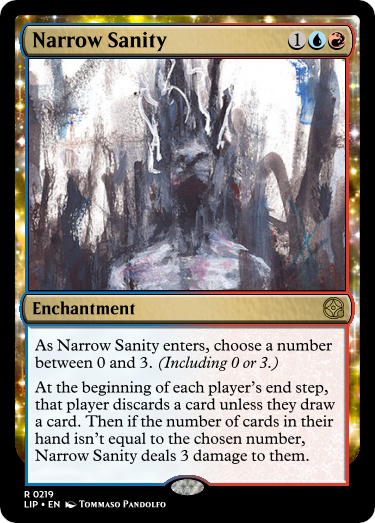 Narrow Sanity 1
Enchantment
As Narrow Sanity enters, choose a number
between 0 and 3. (Including 0 or 3.)
At the beginning of each player's end step,
that player discards a card unless they draw
a card. Then if the number of cards in their
hand isn't equal to the chosen number,
Narrow Sanity deals 3 damage to them.
R 0219
LIP • EN Tommaso Pandolfo